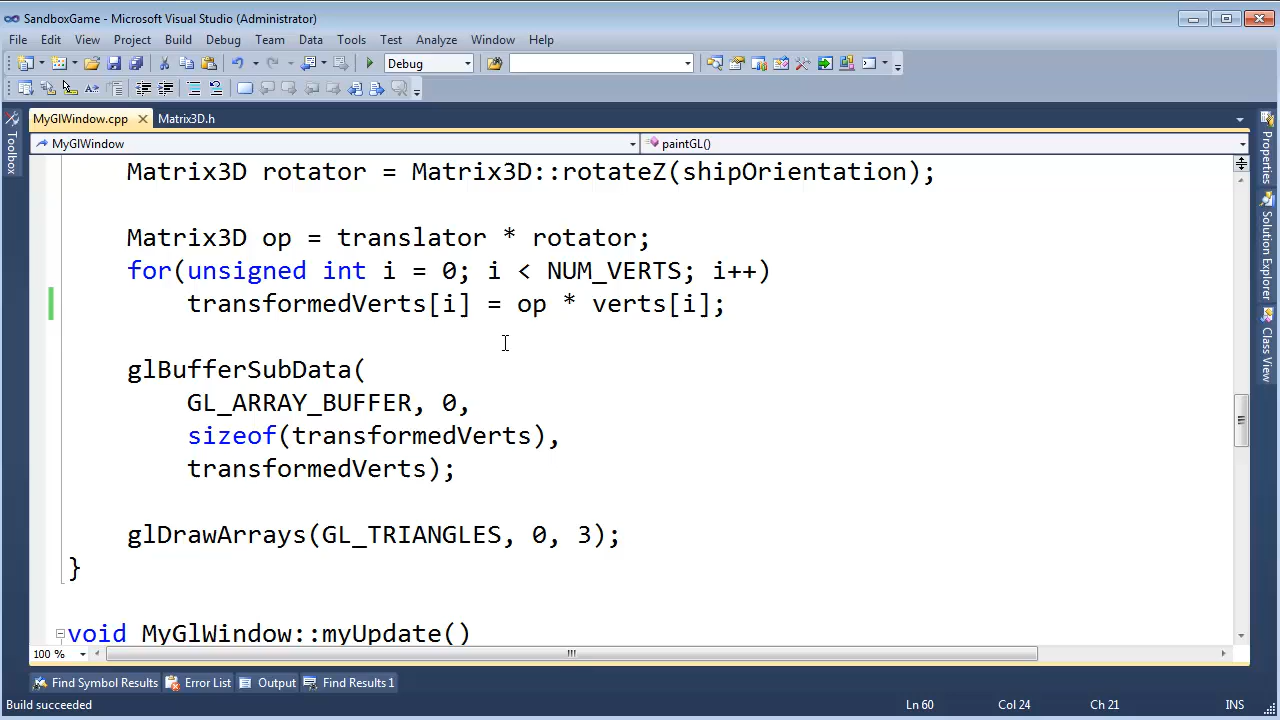 SandboxGame - Microsoft Visual Studio (Administrator)
File Edit View Project Build Debug Team Data Tools Test Analyze Window Help
Debug
MyGlWindow.cpp Matrix3D.h
MyGlWindow paintGL()
Toolbox
Properties
Solution Explorer
Class View
Matrix3D rotator = Matrix3D::rotateZ(shipOrientation);
Matrix3D op = translator * rotator;
for(unsigned int i = 0; i < NUM_VERTS; i++)
transformedVerts[i] = op * verts[i];
glBufferSubData(
GL_ARRAY_BUFFER, 0,
sizeof(transformedVerts),
transformedVerts);
glDrawArrays(GL_TRIANGLES, 0, 3);
}
void MyGlWindow::myUpdate()
100 %
Find Symbol Results Error List Output Find Results 1
Build succeeded Ln 60 Col 24 Ch 21 INS